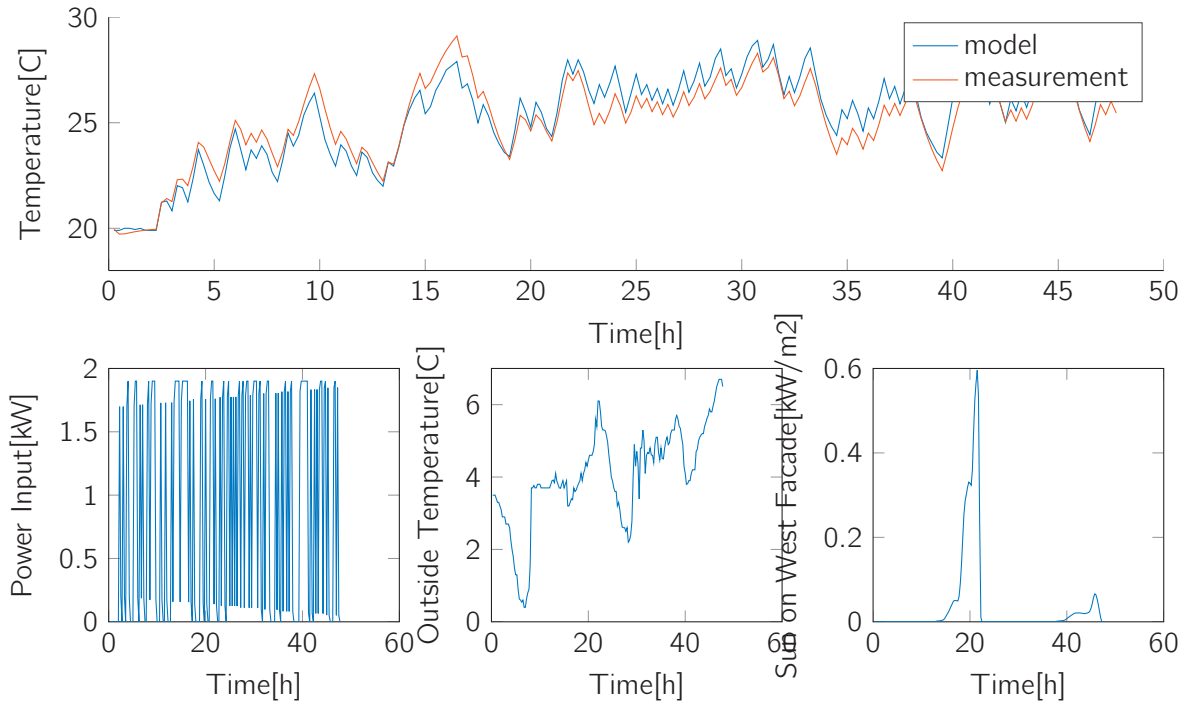 Temperature[C]
30
25
20
model
measurement
0 5 10 15 20 25 30 35 40 45 50
Time[h]
Power Input[kW]
2
1.5
1
0.5
0
0 20 40 60
Time[h]
Outside Temperature[C]
6
4
2
0
0 20 40 60
Time[h]
Sun on West Facade[kW/m2]
0.6
0.4
0.2
0
0 20 40 60
Time[h]